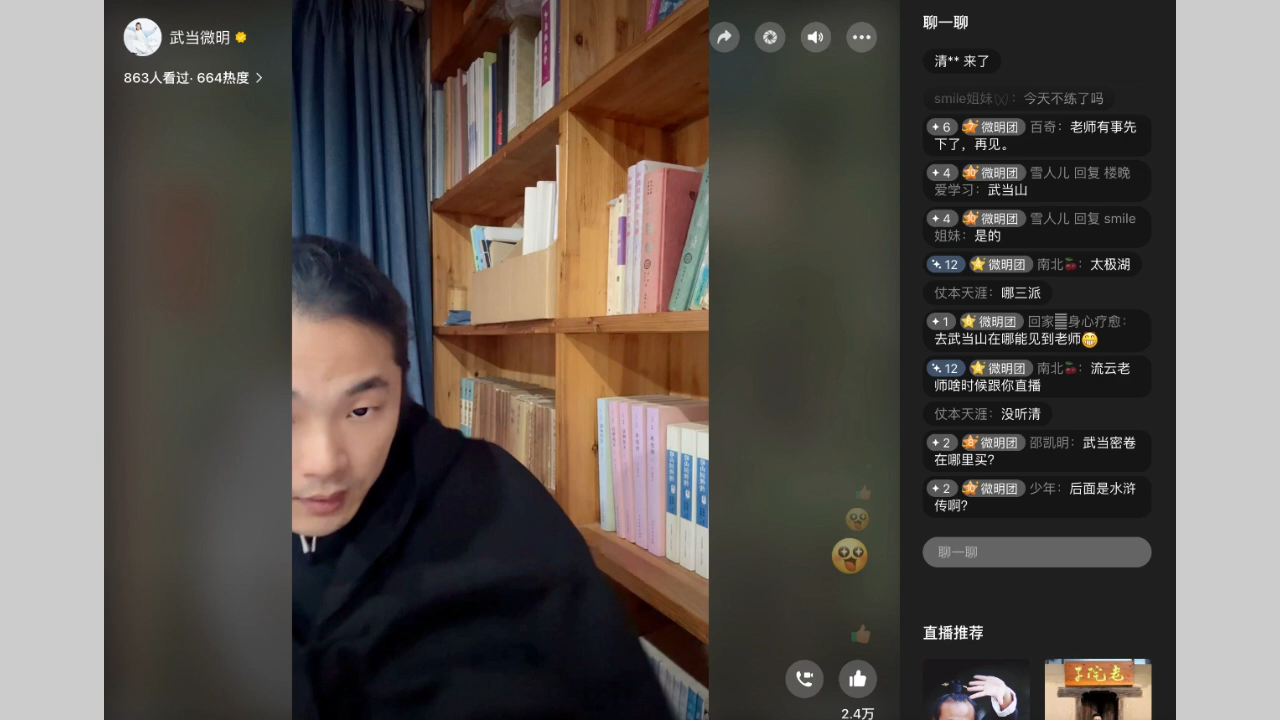 武当微明
863人看过·664热度
2.4万
聊一聊
清** 来了
smile姐妹：今天不练了吗
6 微明团 百奇：老师有事先
下了，再见。
4 微明团 雪人儿 回复 楼晚
爱学习：武当山
4 微明团 雪人儿 回复 smile
姐妹：是的
12 微明团 南北🍒：太极湖
仗本天涯：哪三派
1 微明团 回家 身心疗愈：
去武当山在哪能见到老师😁
12 微明团 南北🍒：流云老
师啥时候跟你直播
仗本天涯：没听清
2 微明团 邵凯明：武当密卷
在哪里买?
2 微明团 少年：后面是水浒
传啊?
聊一聊
直播推荐